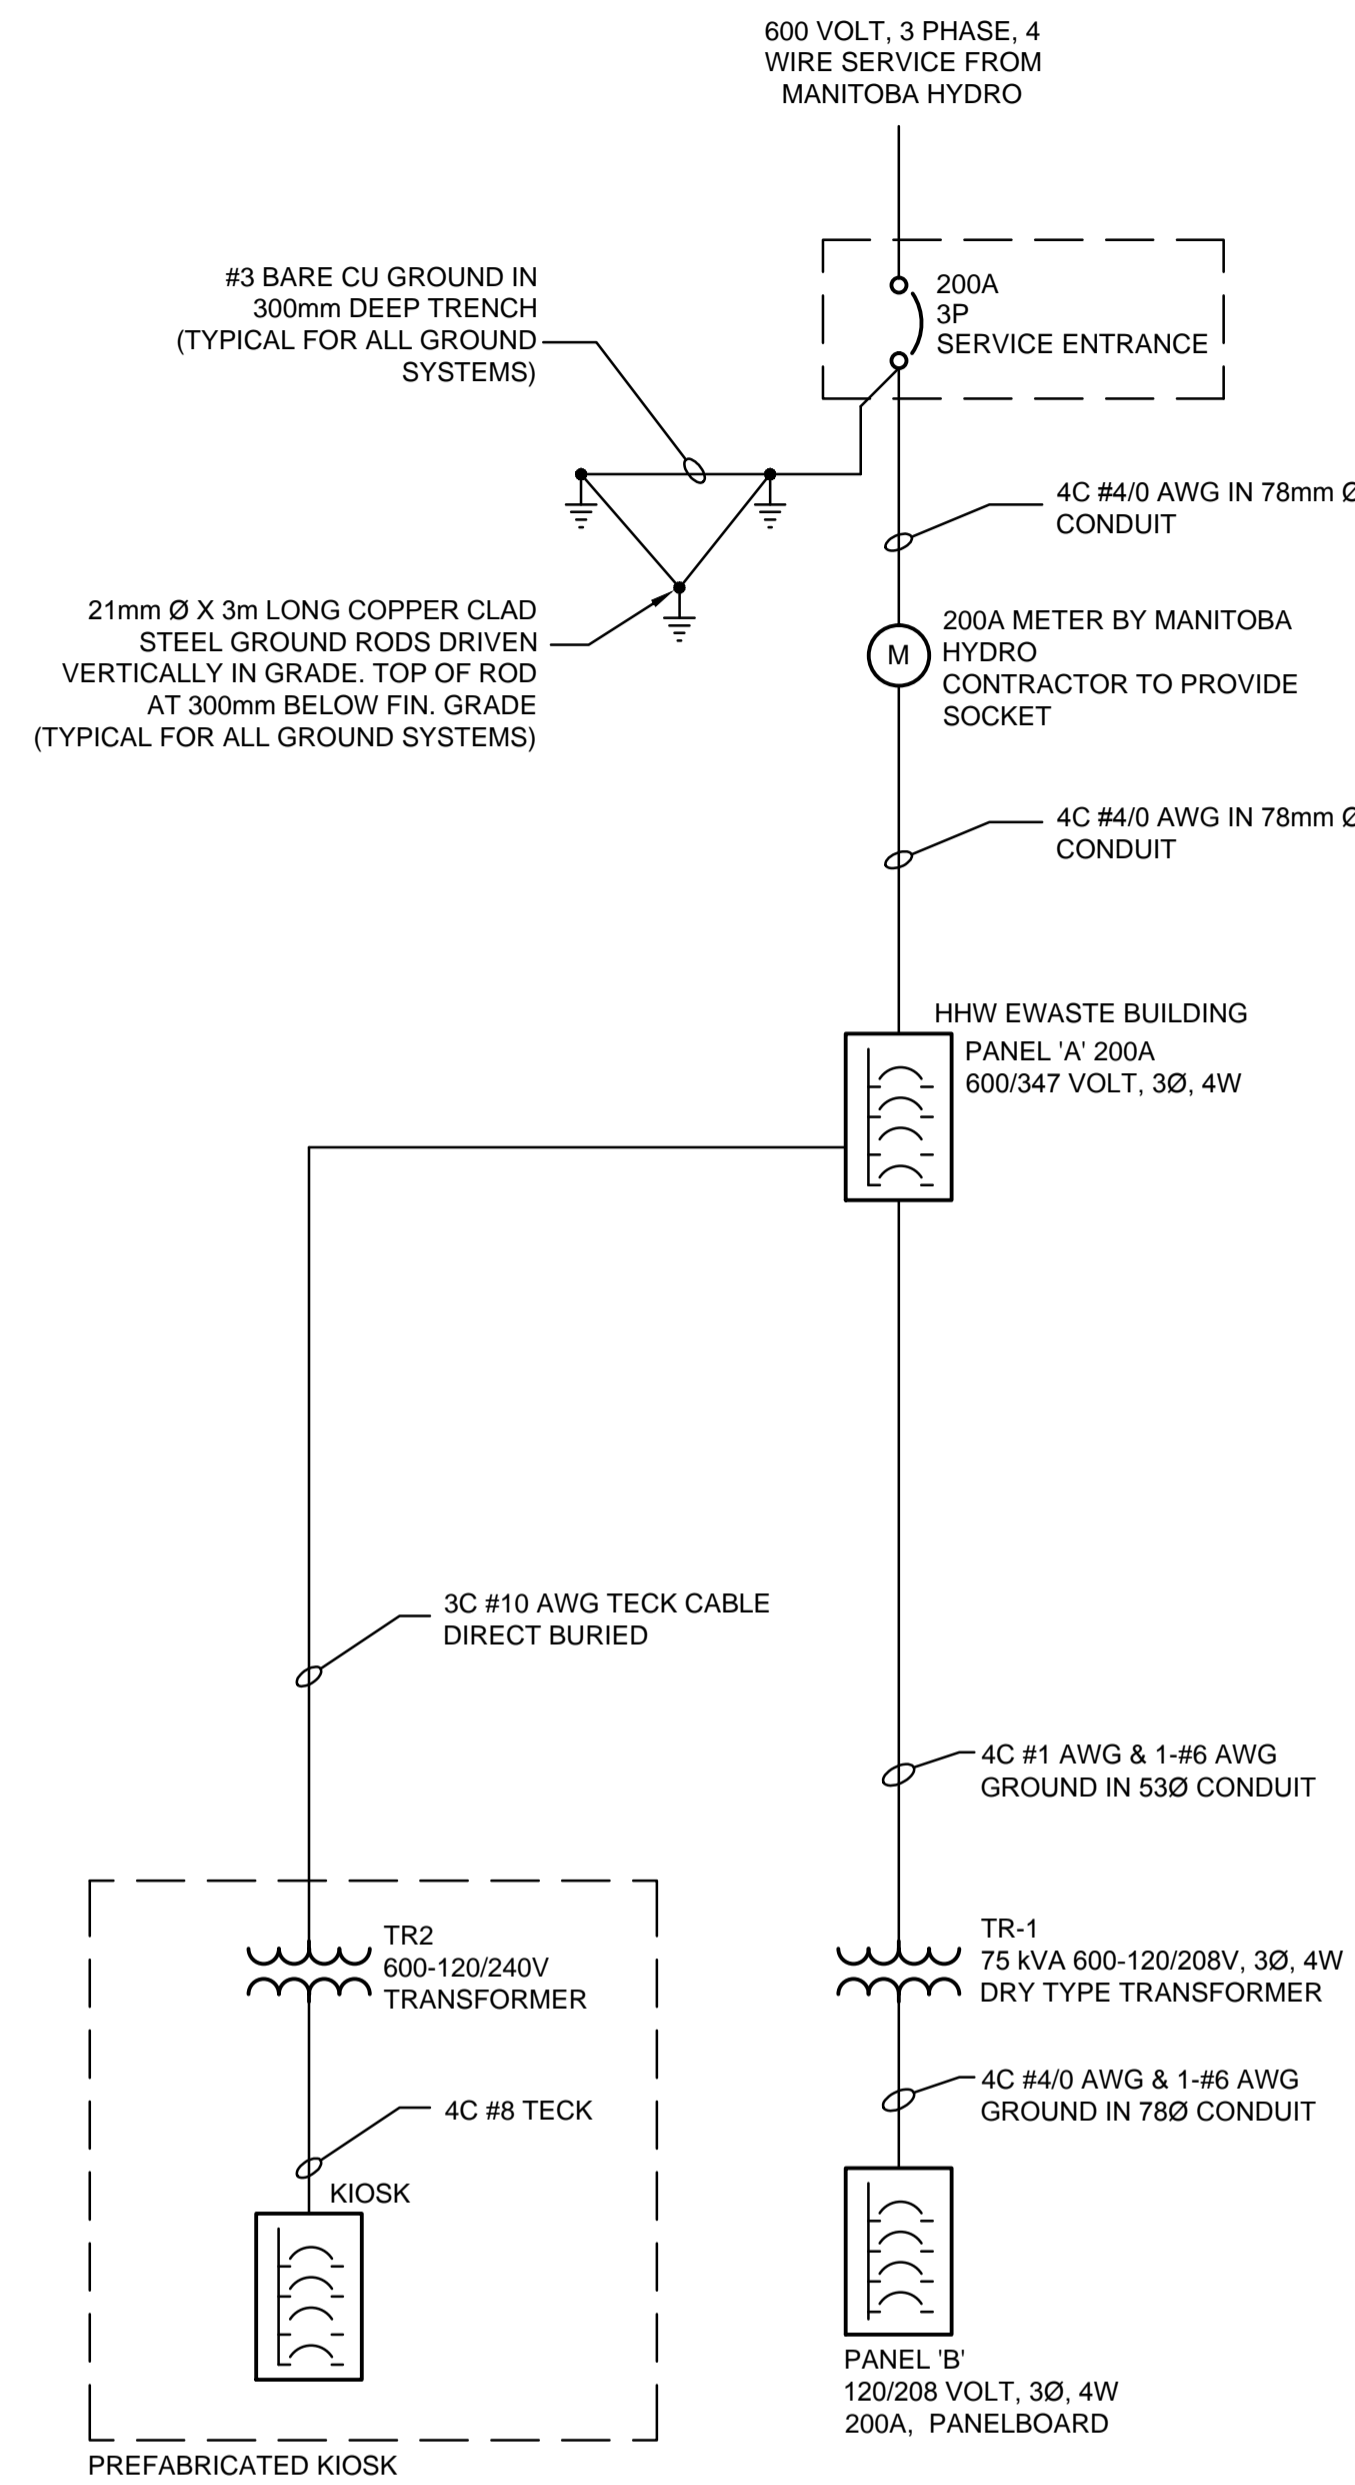 600 VOLT, 3 PHASE, 4
WIRE SERVICE FROM
MANITOBA HYDRO
#3 BARE CU GROUND IN
300mm DEEP TRENCH
(TYPICAL FOR ALL GROUND
SYSTEMS)
200A
3P
SERVICE ENTRANCE
4C #4/0 AWG IN 78mm Ø
CONDUIT
21mm Ø X 3m LONG COPPER CLAD
STEEL GROUND RODS DRIVEN
VERTICALLY IN GRADE. TOP OF ROD
AT 300mm BELOW FIN. GRADE
(TYPICAL FOR ALL GROUND SYSTEMS)
M
200A METER BY MANITOBA
HYDRO
CONTRACTOR TO PROVIDE
SOCKET
4C #4/0 AWG IN 78mm Ø
CONDUIT
HHW EWASTE BUILDING
PANEL 'A' 200A
600/347 VOLT, 3Ø, 4W
3C #10 AWG TECK CABLE
DIRECT BURIED
4C #1 AWG & 1-#6 AWG
GROUND IN 53Ø CONDUIT
TR2
600-120/240V
TRANSFORMER
TR-1
75 kVA 600-120/208V, 3Ø, 4W
DRY TYPE TRANSFORMER
4C #8 TECK
4C #4/0 AWG & 1-#6 AWG
GROUND IN 78Ø CONDUIT
KIOSK
PANEL 'B'
120/208 VOLT, 3Ø, 4W
200A, PANELBOARD
PREFABRICATED KIOSK